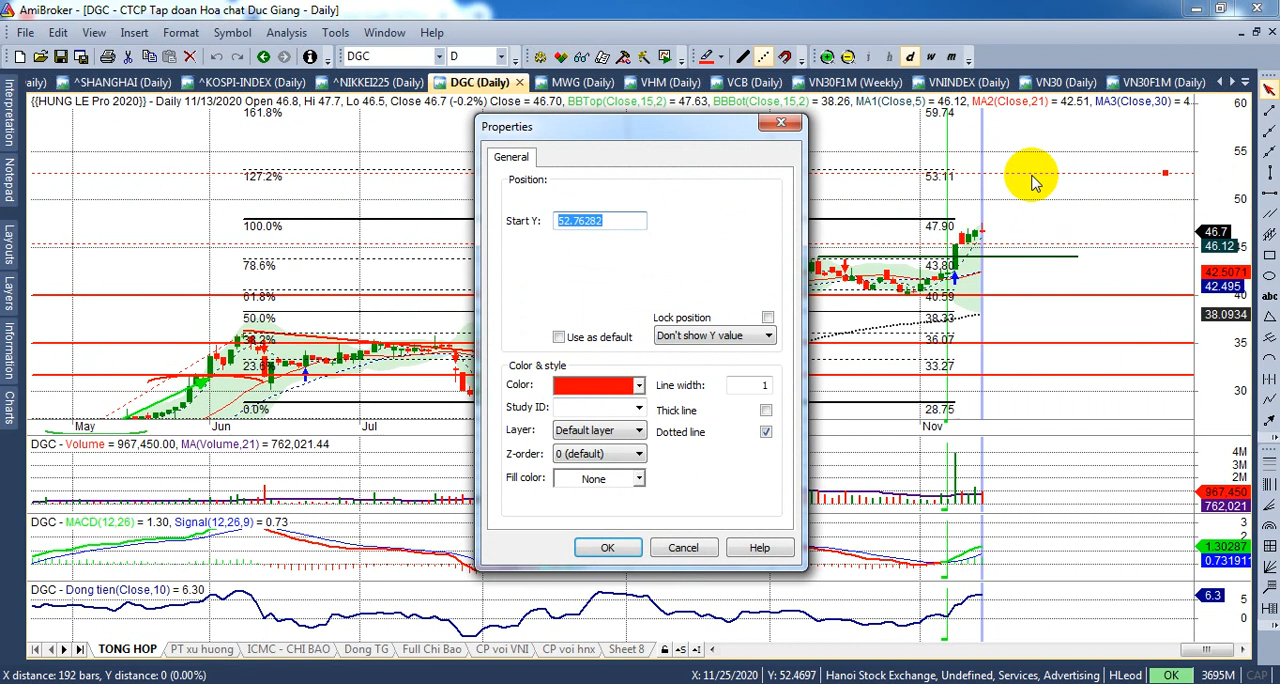 AmiBroker - [DGC - CTCP Tap doan Hoa chat Duc Giang - Daily]
File Edit View Insert Format Symbol Analysis Tools Window Help
DGC D i h d w m
aily) ^SHANGHAI (Daily) ^KOSPI-INDEX (Daily) ^NIKKEI225 (Daily) DGC (Daily) MWG (Daily) VHM (Daily) VCB (Daily) VN30F1M (Weekly) VNINDEX (Daily) VN30 (Daily) VN30F1M (Daily)
{{HUNG LE Pro 2020}} - Daily 11/13/2020 Open 46.8, Hi 47.7, Lo 46.5, Close 46.7 (-0.2%) Close = 46.70, BBTop(Close,15,2) = 47.63, BBBot(Close,15,2) = 38.26, MA1(Close,5) = 46.12, MA2(Close,21) = 42.51, MA3(Close,30) = 4...
Interpretation
Notepad
Layouts
Layers
Information
Charts
161.8% 59.74
127.2% 53.11
100.0% 47.90
78.6% 43.80
61.8% 40.59
50.0% 38.33
38.2% 36.07
23.6% 33.27
0.0% 28.75
60
55
50
46.7
45
46.12
42.5071
42.495
40
38.0934
35
30
May Jun Jul Nov
Properties
General
Position:
Start Y: 52.76282
Lock position
Use as default Don't show Y value
Color & style
Color: Line width: 1
Study ID: Thick line
Layer: Default layer Dotted line
Z-order: 0 (default)
Fill color: None
OK Cancel Help
abc
DGC - Volume = 967,450.00, MA(Volume,21) = 762,021.44
4M
3M
2M
967,450
762,021
DGC - MACD(12,26) = 1.30, Signal(12,26,9) = 0.73
3
2
1.30287
0.731911
DGC - Dong tien(Close,10) = 6.30
6.3
5
0
TONG HOP PT xu huong ICMC - CHI BAO Dong TG Full Chi Bao CP voi VNI CP voi hnx Sheet 8
X distance: 192 bars, Y distance: 0 (0.00%) X: 11/25/2020 Y: 52.4697 Hanoi Stock Exchange, Undefined, Services, Advertising HLeod OK 3695M CAP